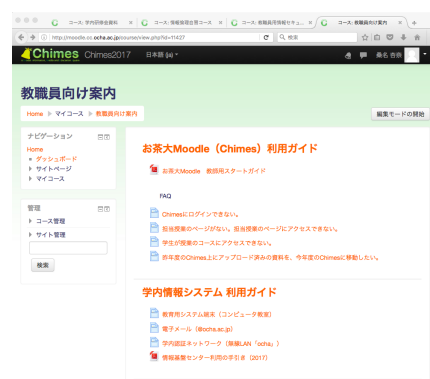 コース: 学内研修会資料
コース: 情報倫理台帳コース
コース: 教職員用情報セキュ...
コース: 教職員向け案内
http://moodle.cc.ocha.ac.jp/course/view.php?id=11427
検索
Chimes Chimes2017 日本語 (ja)
桑名 杏奈
教職員向け案内
Home ▶ マイコース ▶ 教職員向け案内
編集モードの開始
ナビゲーション
Home
ダッシュボード
サイトページ
マイコース
管理
コース管理
サイト管理
検索
お茶大Moodle（Chimes）利用ガイド
お茶大Moodle 教師用スタートガイド
FAQ
Chimesにログインできない。
担当授業のページがない。担当授業のページにアクセスできない。
学生が授業のコースにアクセスできない。
昨年度のChimes上にアップロード済みの資料を、今年度のChimesに移動したい。
学内情報システム 利用ガイド
教育用システム端末（コンピュータ教室）
電子メール（@ocha.ac.jp）
学内認証ネットワーク（無線LAN「ocha」）
情報基盤センター利用の手引き（2017）